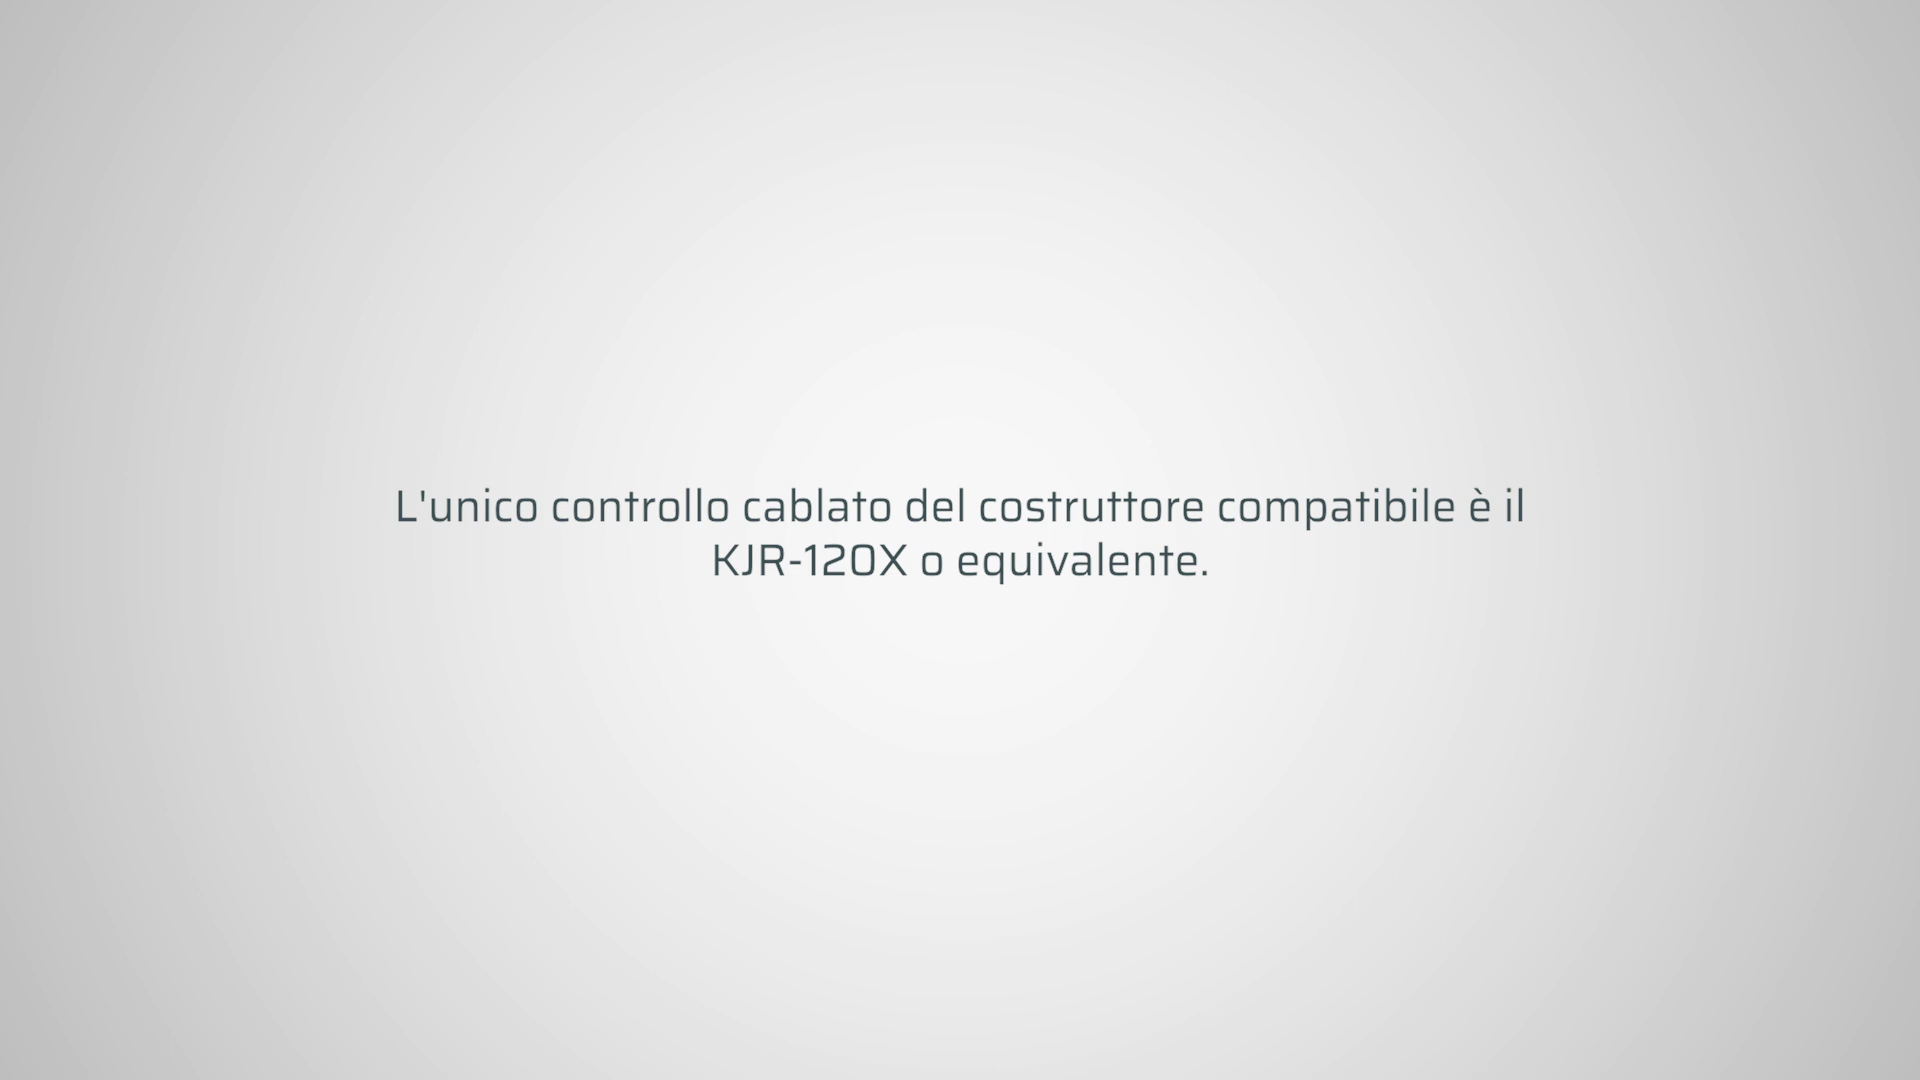 L'unico controllo cablato del costruttore compatibile è il
KJR-120X o equivalente.